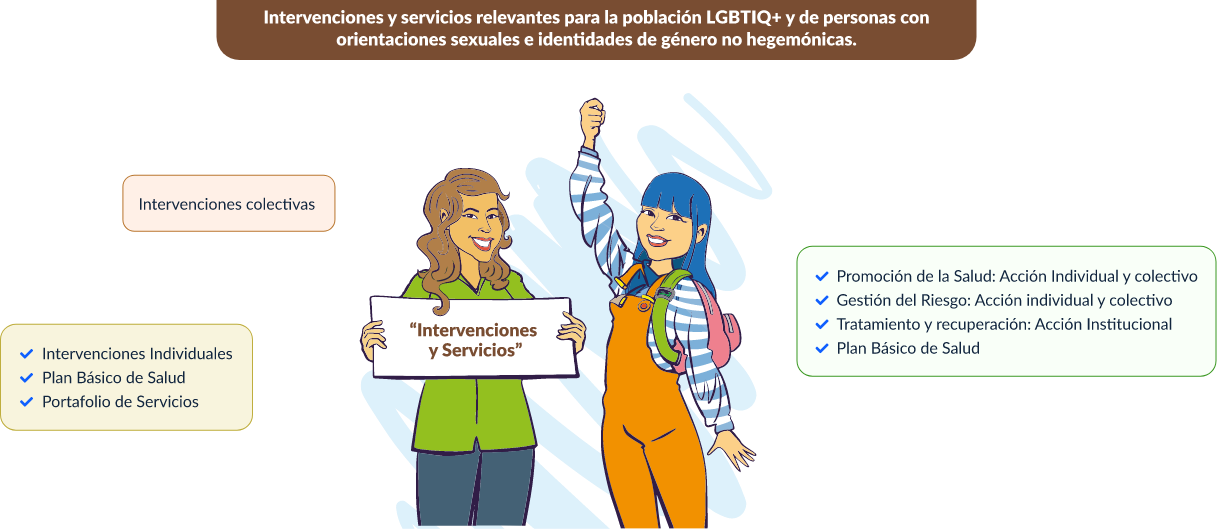 Intervenciones y servicios relevantes para la población LGBTIQ+ y de personas con
orientaciones sexuales e identidades de género no hegemónicas.
Intervenciones colectivas
Intervenciones Individuales
Plan Básico de Salud
Portafolio de Servicios
“Intervenciones
y Servicios”
Promoción de la Salud: Acción Individual y colectivo
Gestión del Riesgo: Acción individual y colectivo
Tratamiento y recuperación: Acción Institucional
Plan Básico de Salud